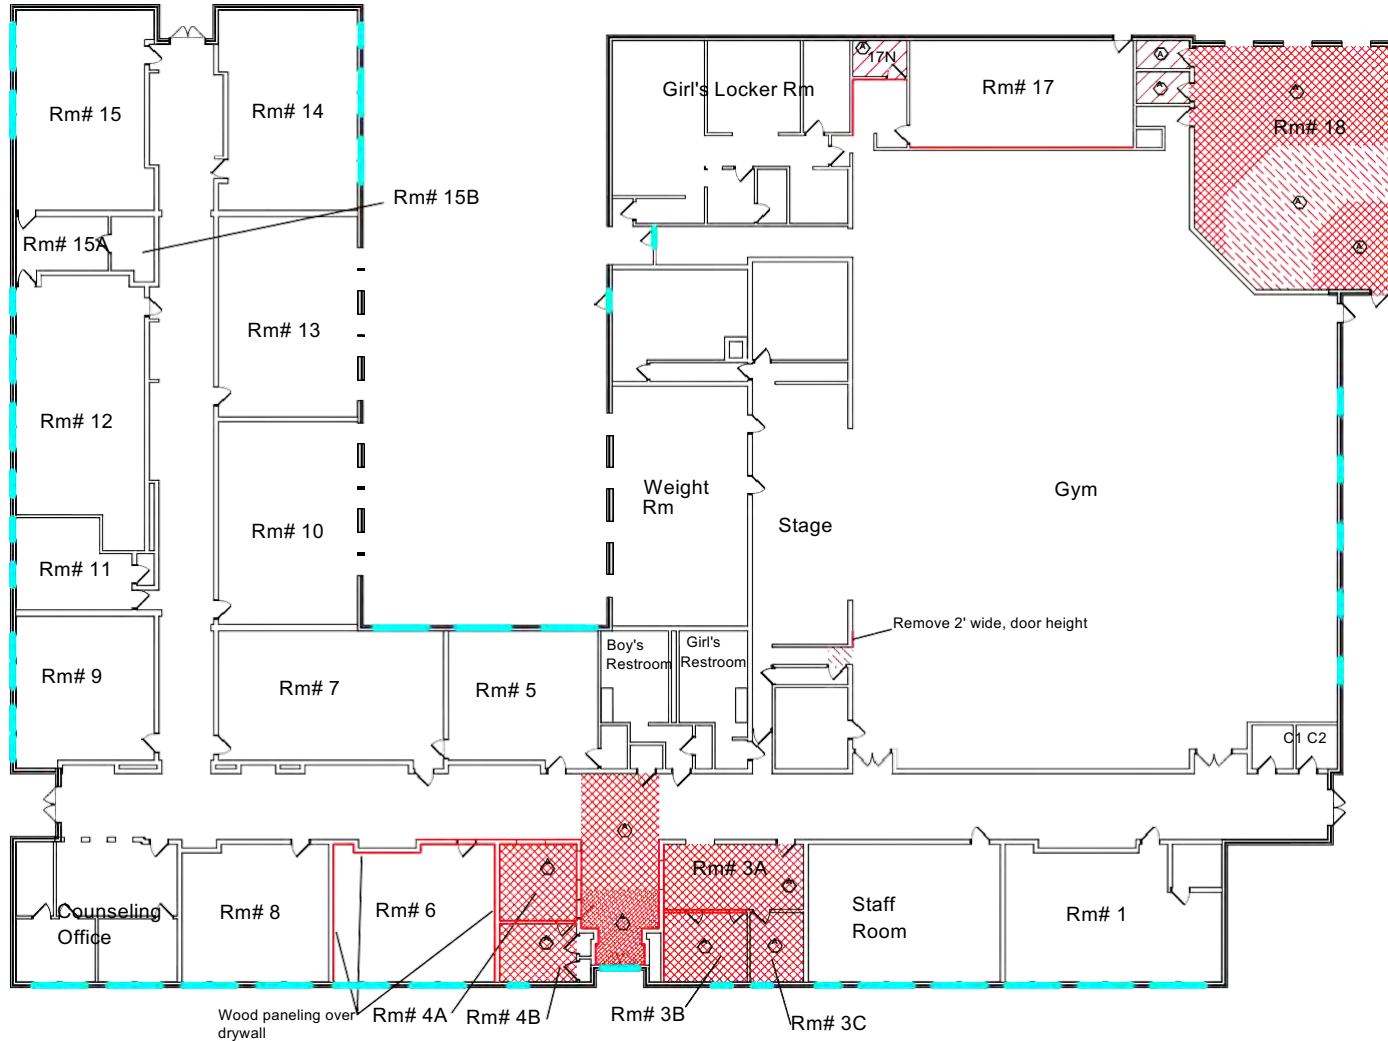 17N
Girl's Locker Rm
Rm# 17
Rm# 15
Rm# 14
Rm# 18
Rm# 15B
Rm# 15A
Rm# 13
Rm# 12
Weight
Rm
Gym
Rm# 10
Stage
Rm# 11
Remove 2' wide, door height
Boy's
Restroom
Girl's
Restroom
Rm# 9
Rm# 7
Rm# 5
C1 C2
Rm# 3A
Counseling
Office
Rm# 8
Rm# 6
Staff
Room
Rm# 1
Wood paneling over
drywall
Rm# 4A
Rm# 4B
Rm# 3B
Rm# 3C